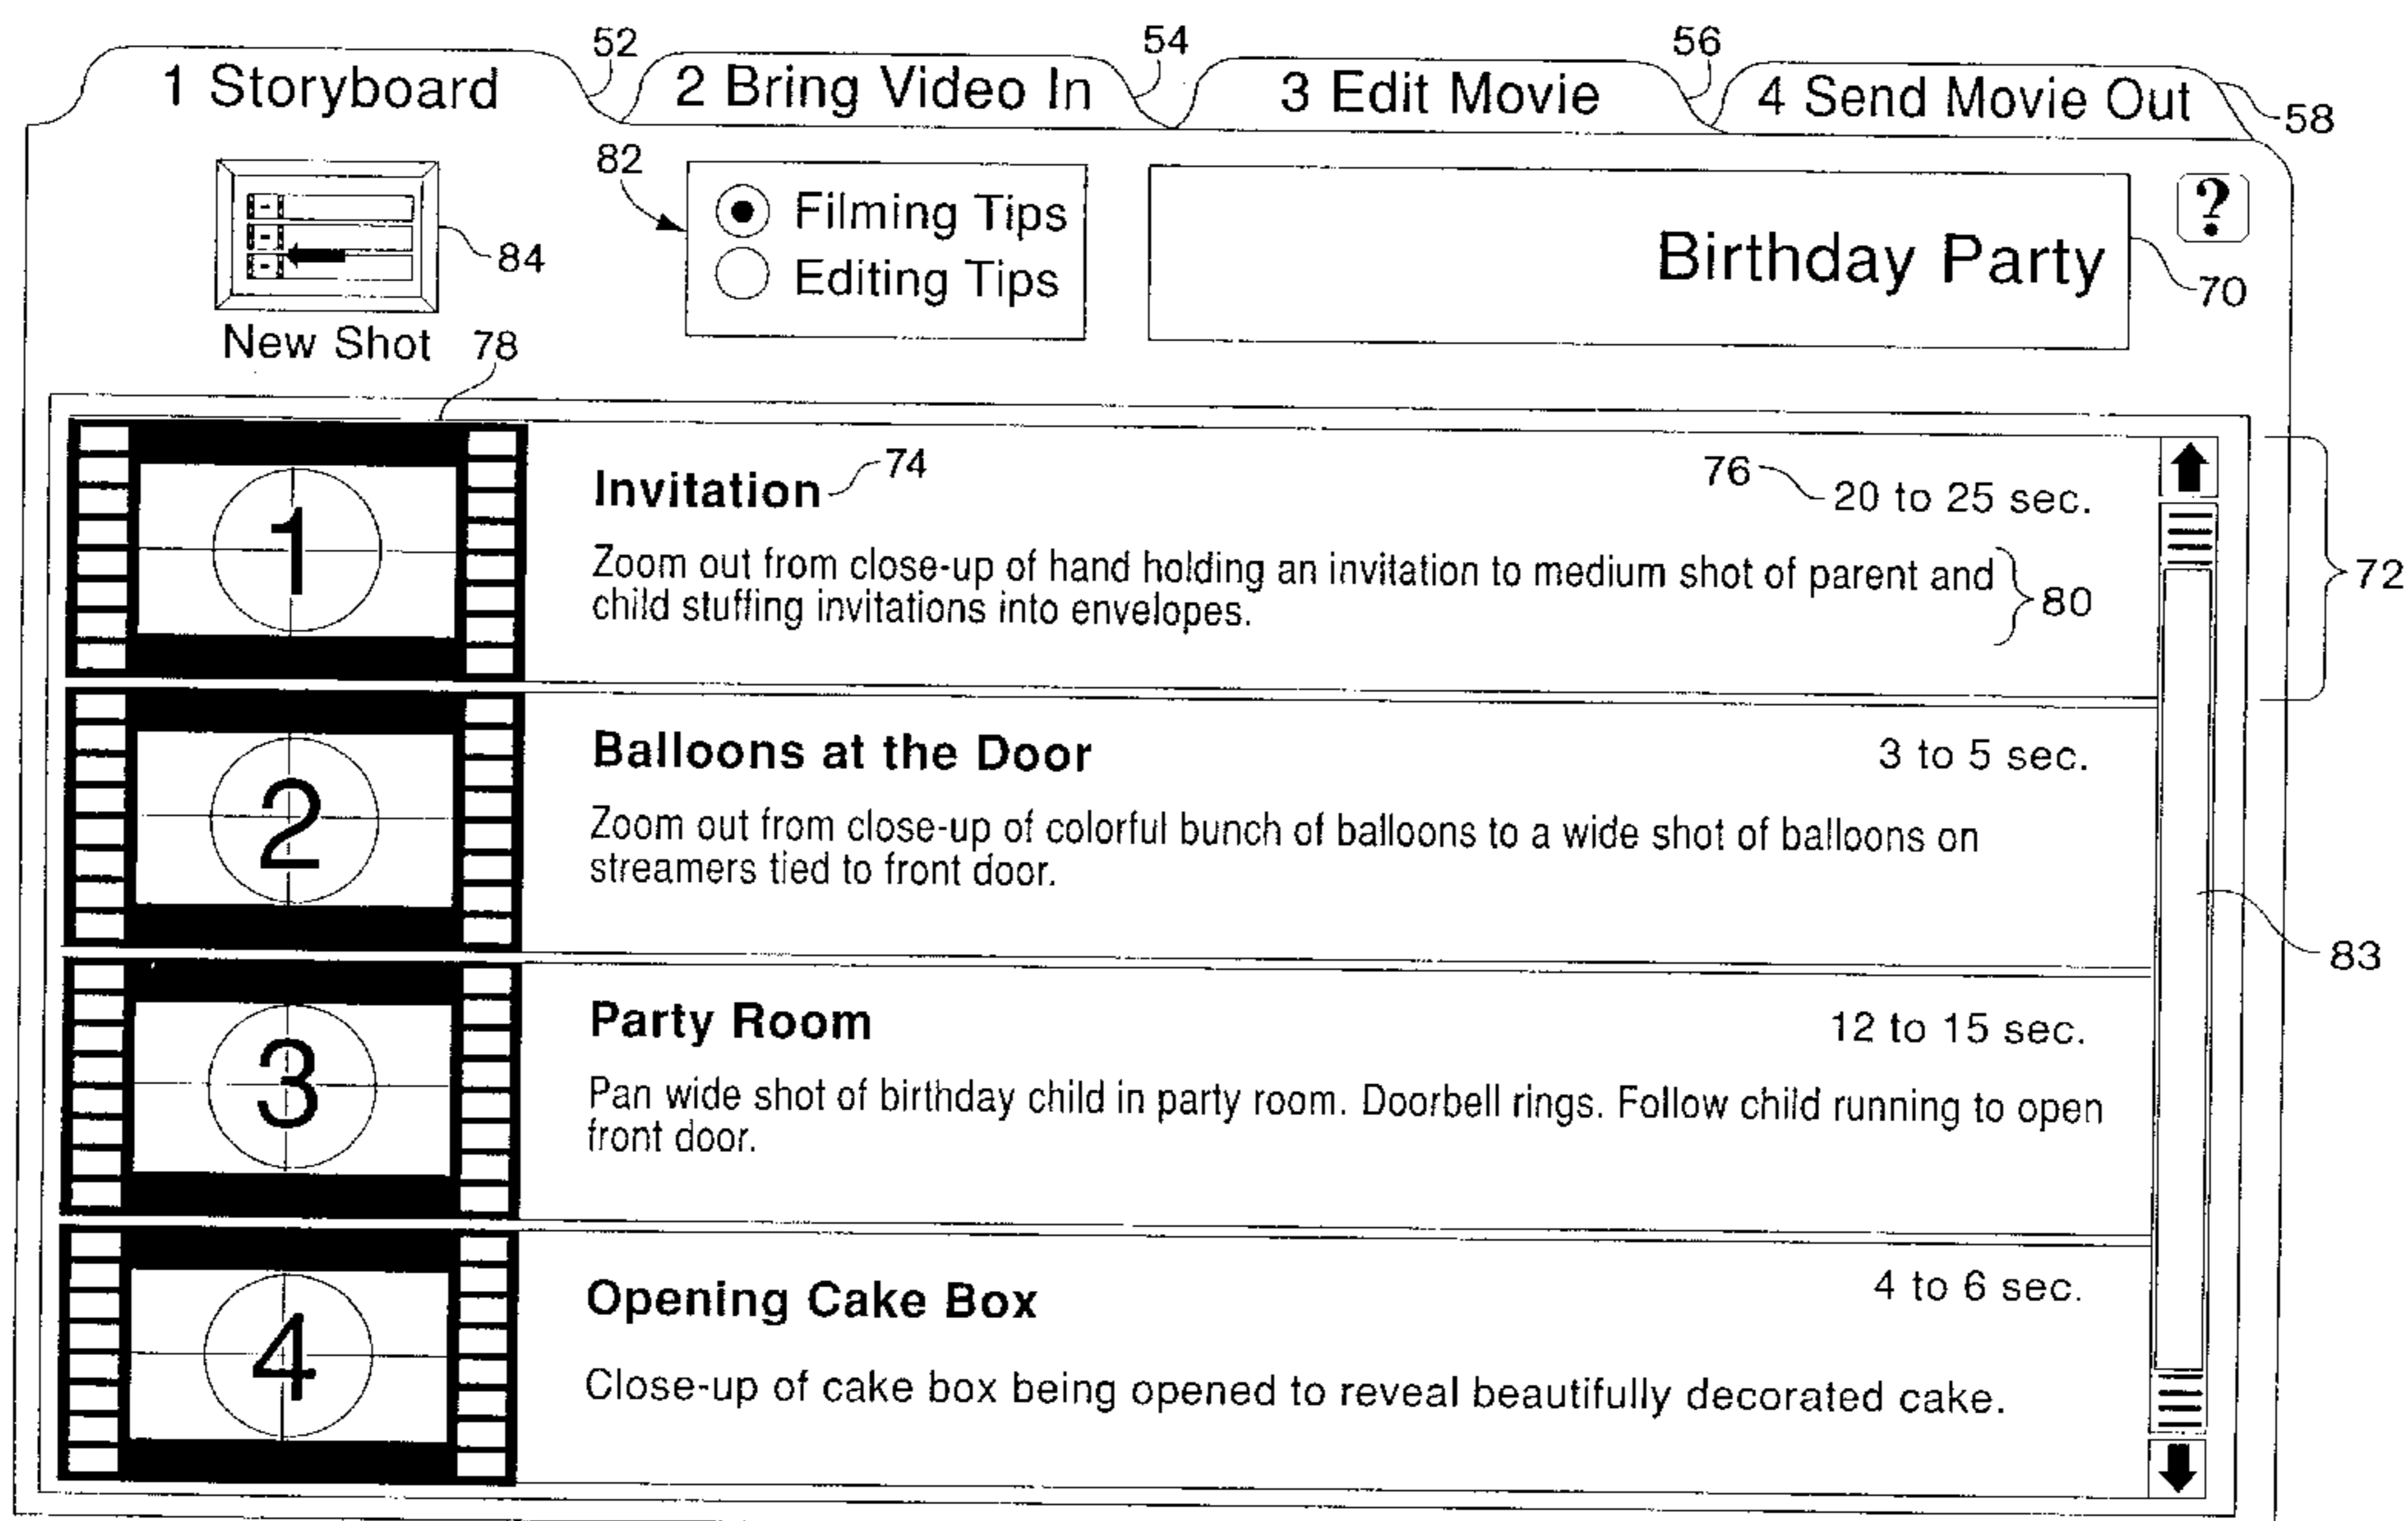 52
54
56
1 Storyboard
2 Bring Video In
3 Edit Movie
4 Send Movie Out
58
82
Filming Tips
Editing Tips
84
New Shot
Birthday Party
?
70
78
1
Invitation
74
76
20 to 25 sec.
Zoom out from close-up of hand holding an invitation to medium shot of parent and
child stuffing invitations into envelopes.
80
72
2
Balloons at the Door
3 to 5 sec.
Zoom out from close-up of colorful bunch of balloons to a wide shot of balloons on
streamers tied to front door.
83
3
Party Room
12 to 15 sec.
Pan wide shot of birthday child in party room. Doorbell rings. Follow child running to open
front door.
4
Opening Cake Box
4 to 6 sec.
Close-up of cake box being opened to reveal beautifully decorated cake.